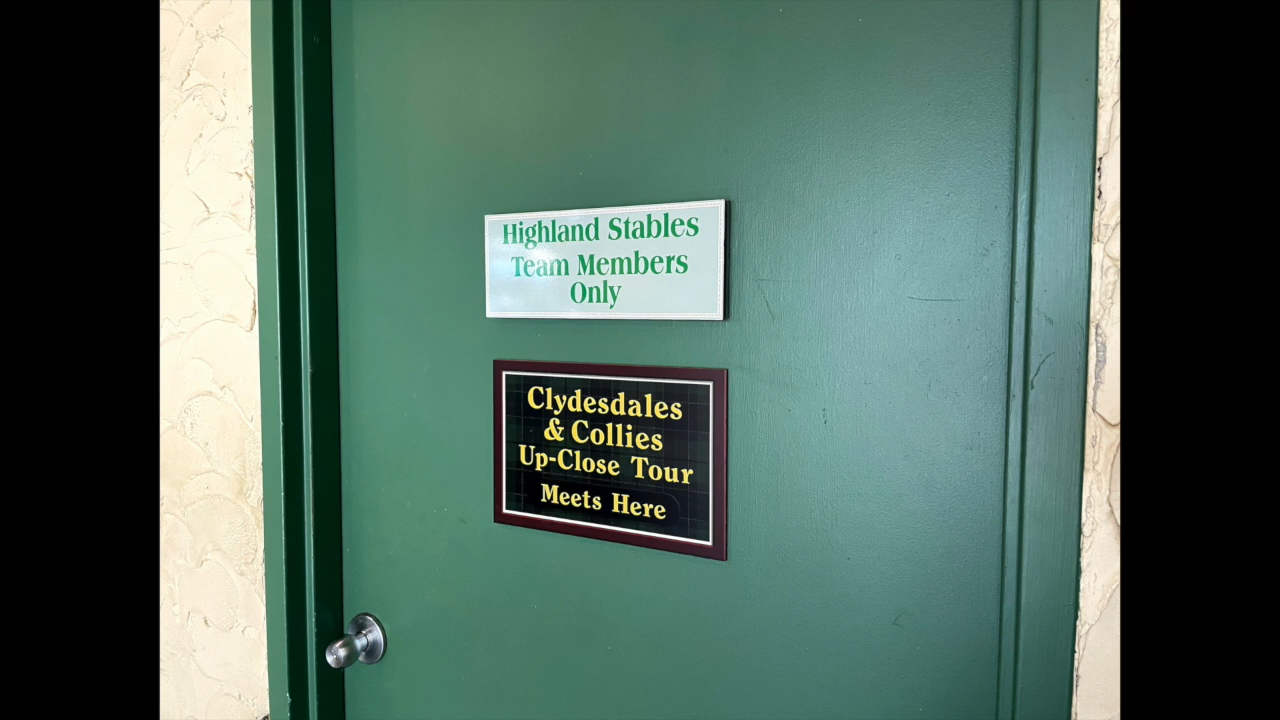 Highland Stables
Team Members
Only
Clydesdales
& Collies
Up-Close Tour
Meets Here